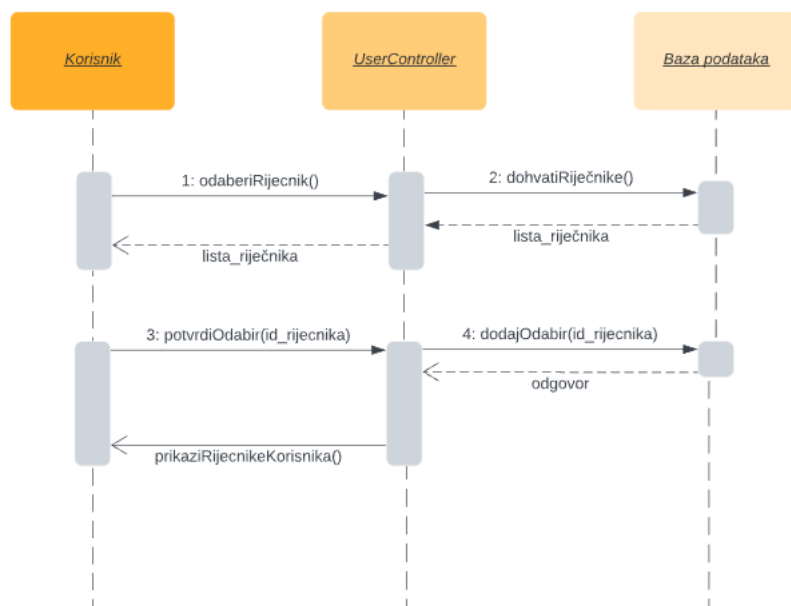 Korisnik
UserController
Baza podataka
1: odaberiRijecnik()
2: dohvatiRiječnike()
lista_riječnika
lista_riječnika
3: potvrdiOdabir(id_rijecnika)
4: dodajOdabir(id_rijecnika)
odgovor
prikaziRijecnikeKorisnika()